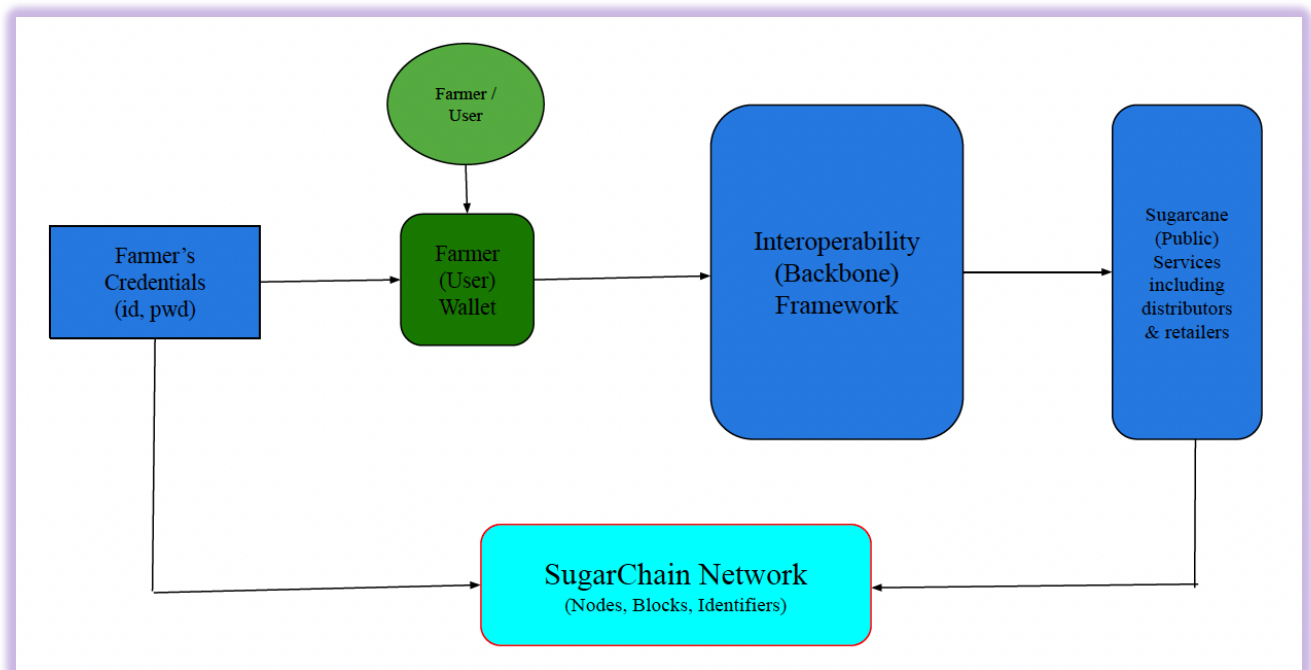 Farmer /
User
Farmer's
Credentials
(id, pwd)
Farmer
(User)
Wallet
Interoperability
(Backbone)
Framework
Sugarcane
(Public)
Services
including
distributors
& retailers
SugarChain Network
(Nodes, Blocks, Identifiers)